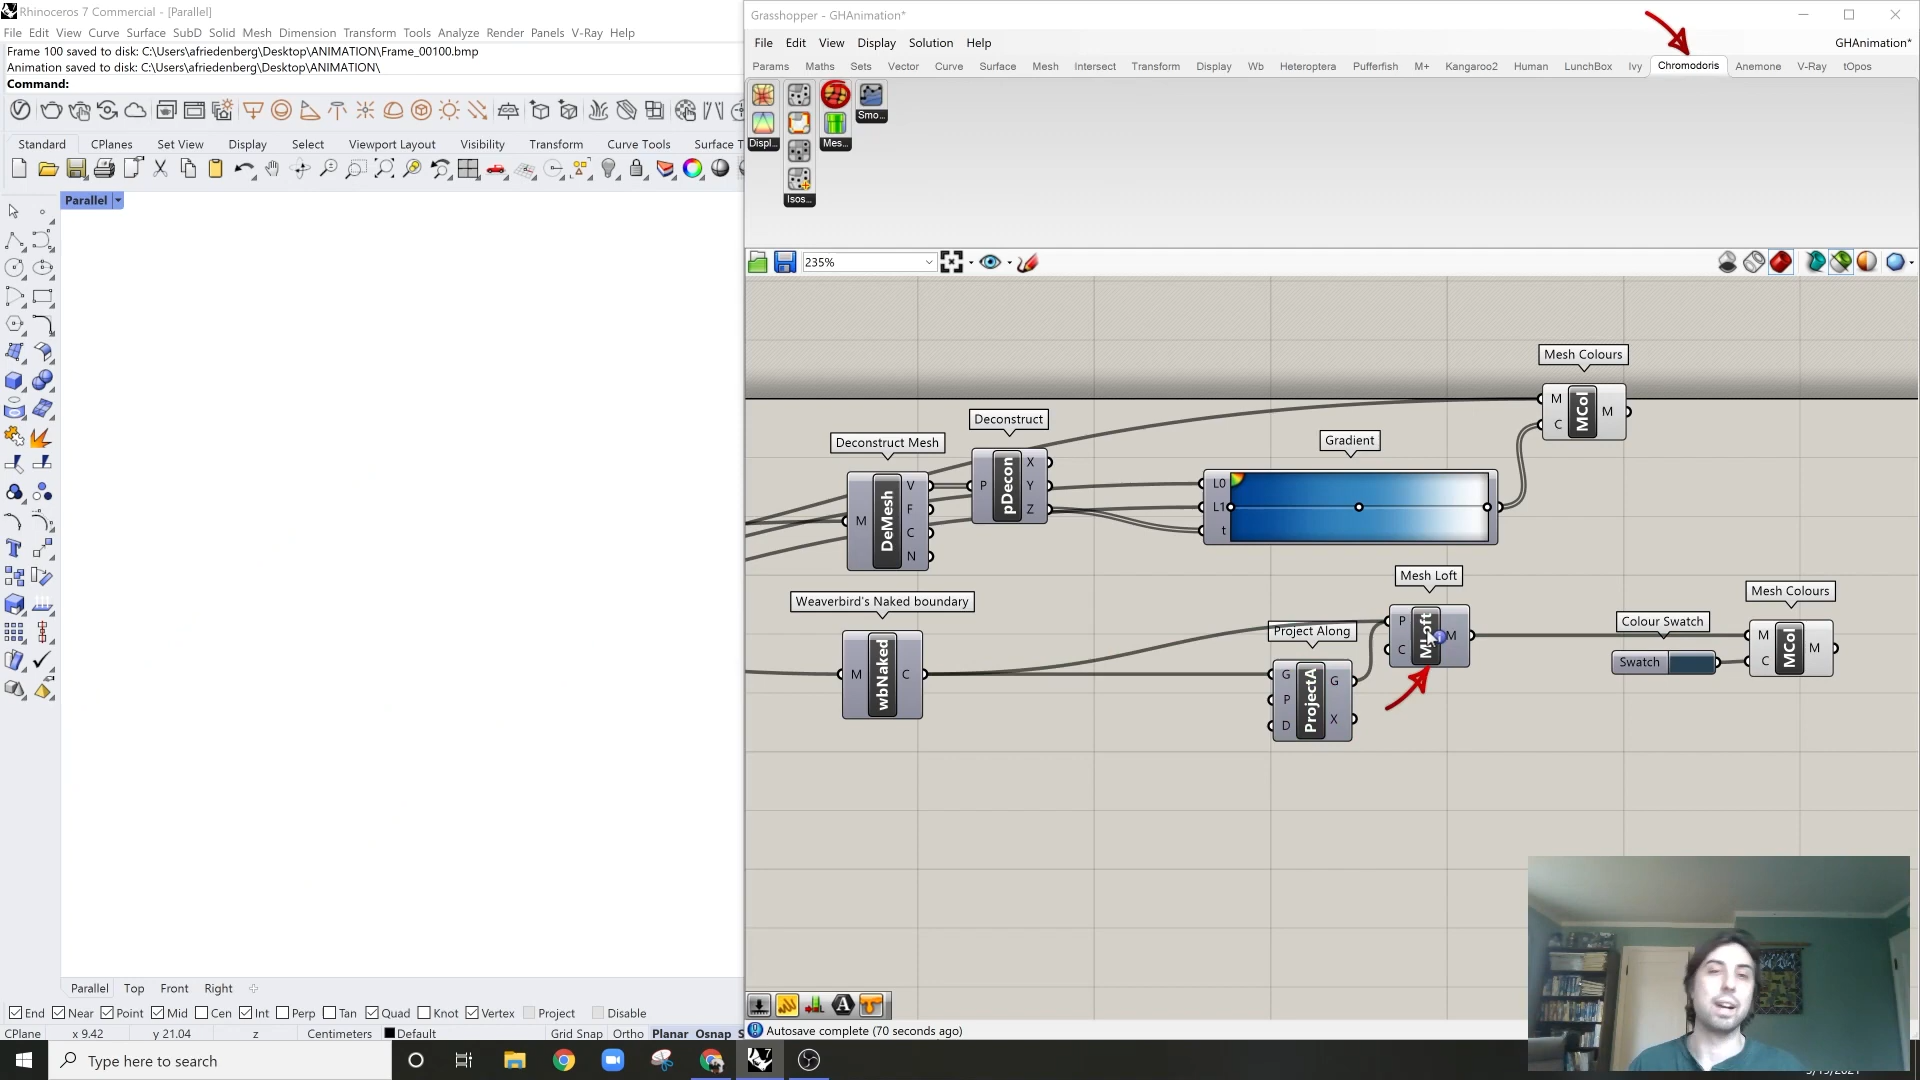 Rhinoceros 7 Commercial - [Parallel]
File Edit View Curve Surface SubD Solid Mesh Dimension Transform Tools Analyze Render Panels V-Ray Help
Frame 100 saved to disk: C:\Users\afriedenberg\Desktop\ANIMATION\Frame_00100.bmp
Animation saved to disk: C:\Users\afriedenberg\Desktop\ANIMATION\
Command:
Standard CPlanes Set View Display Select Viewport Layout Visibility Transform Curve Tools Surface T
Parallel
Parallel Top Front Right
End Near Point Mid Cen Int Perp Tan Quad Knot Vertex Project Disable
CPlane x 9.42 y 21.04 z Centimeters Default Grid Snap Ortho Planar Osnap S
Grasshopper - GHAnimation*
File Edit View Display Solution Help GHAnimation*
Params Maths Sets Vector Curve Surface Mesh Intersect Transform Display Wb Heteroptera Pufferfish M+ Kangaroo2 Human LunchBox Ivy Chromodoris Anemone V-Ray tOpos
Smo...
Displ... Mes...
Isos...
235%
Mesh Colours
M C MCol M
Deconstruct
P pDecon X Y Z
Deconstruct Mesh
M DeMesh V F C N
Gradient
L0
L1
t
Mesh Loft
P C MLoft M
Mesh Colours
M C MCol M
Colour Swatch
Swatch
Weaverbird's Naked boundary
M wbNaked C
Project Along
G P D ProjectA G X
Autosave complete (70 seconds ago)
Type here to search